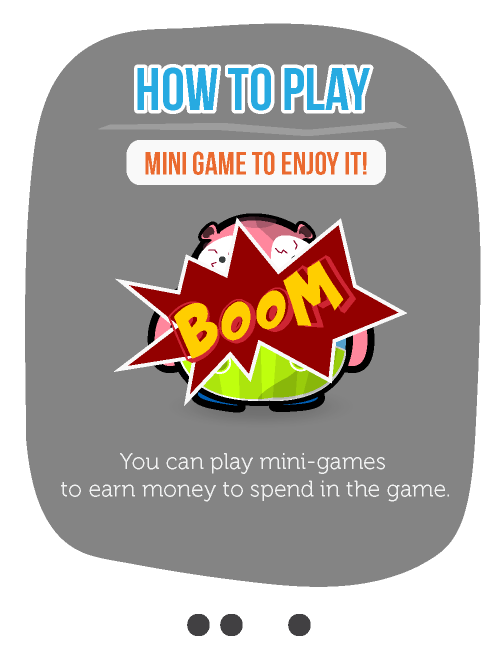 HOW TO PLAY
MINI GAME TO ENJOY IT!
BOOM
You can play mini-games
to earn money to spend in the game.